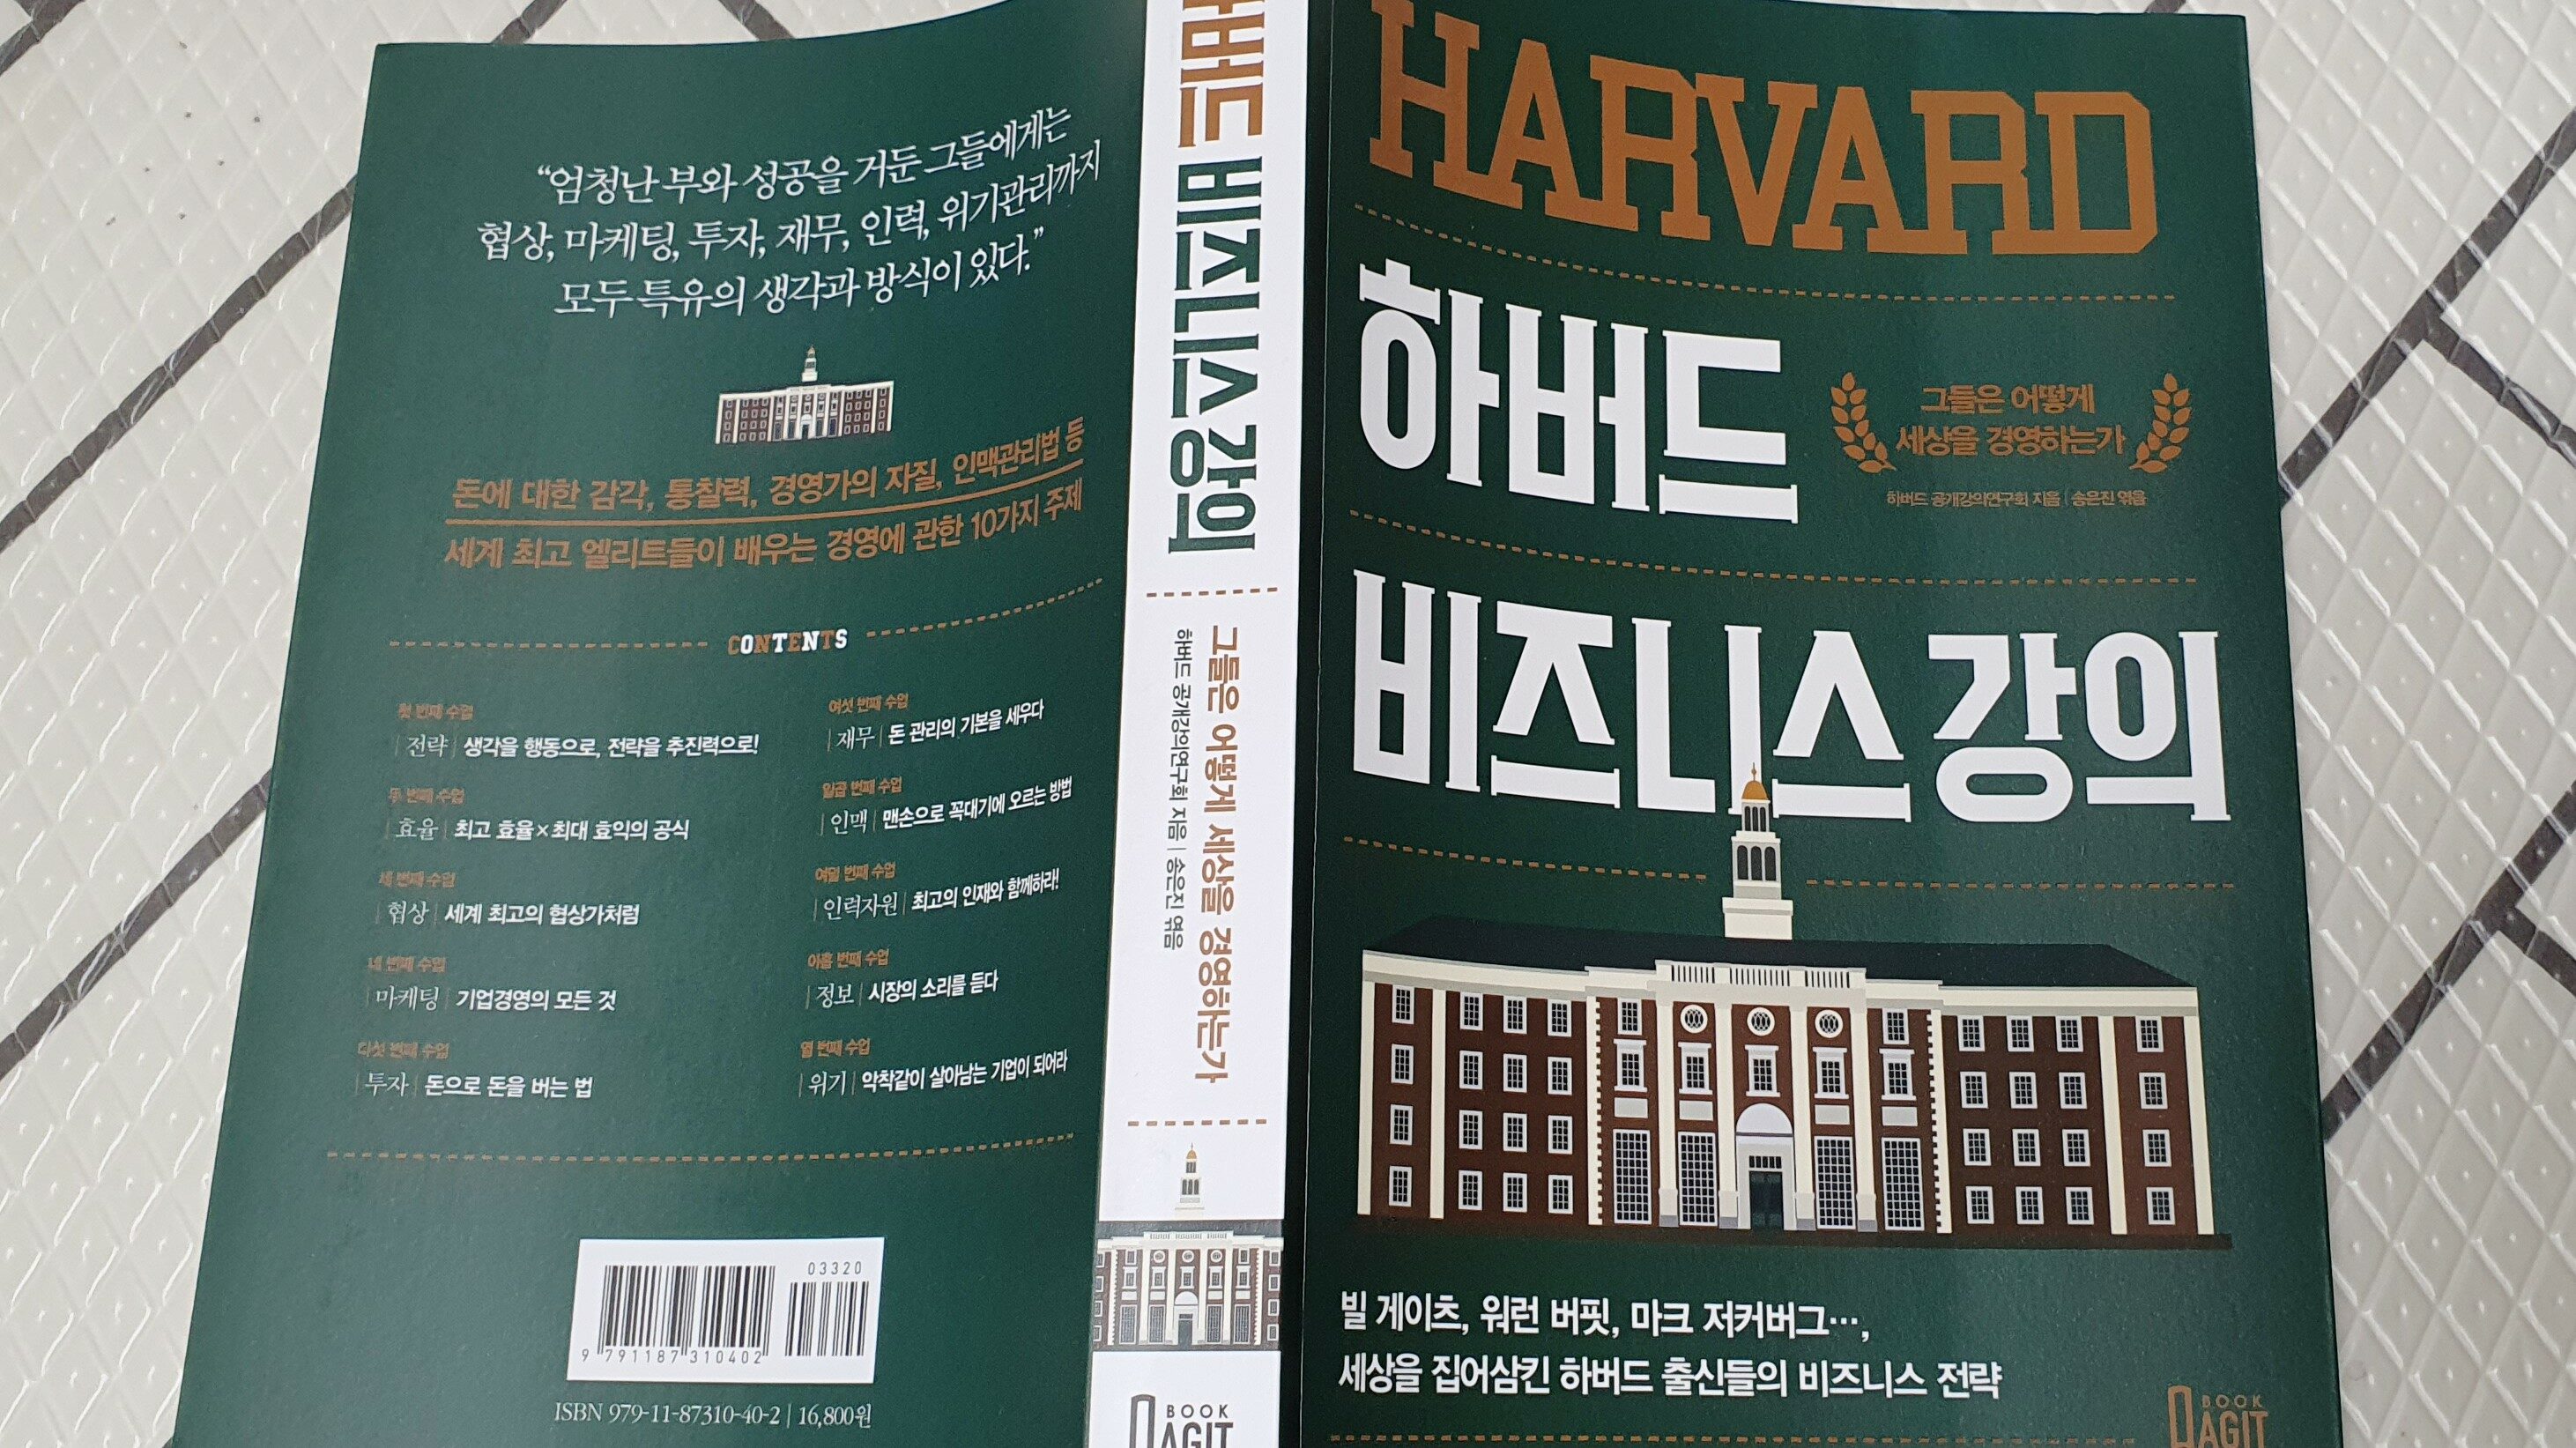 “엄청난 부와 성공을 거둔 그들에게는
협상, 마케팅, 투자, 재무, 인력, 위기관리까지
모두 특유의 생각과 방식이 있다.”
돈에 대한 감각, 통찰력, 경영가의 자질, 인맥관리법 등
세계 최고 엘리트들이 배우는 경영에 관한 10가지 주제
CONTENTS
첫 번째 수업
| 전략 | 생각을 행동으로, 전략을 추진력으로!
두 번째 수업
| 효율 | 최고 효율×최대 효익의 공식
세 번째 수업
| 협상 | 세계 최고의 협상가처럼
네 번째 수업
| 마케팅 | 기업경영의 모든 것
다섯 번째 수업
| 투자 | 돈으로 돈을 버는 법
여섯 번째 수업
| 재무 | 돈 관리의 기본을 세우다
일곱 번째 수업
| 인맥 | 맨손으로 꼭대기에 오르는 방법
여덟 번째 수업
| 인력자원 | 최고의 인재와 함께하라!
아홉 번째 수업
| 정보 | 시장의 소리를 듣다
열 번째 수업
| 위기 | 악착같이 살아남는 기업이 되어라
03320
9 791187 310402
ISBN 979-11-87310-40-2 | 16,800원
하버드 비즈니스 강의
그들은 어떻게 세상을 경영하는가
하버드 공개강의연구회 지음 | 송은진 엮음
BOOK
AGIT
HARVARD
하버드
그들은 어떻게
세상을 경영하는가
하버드 공개강의연구회 지음 | 송은진 엮음
비즈니스 강의
빌 게이츠, 워런 버핏, 마크 저커버그…,
세상을 집어삼킨 하버드 출신들의 비즈니스 전략
BOOK
AGIT